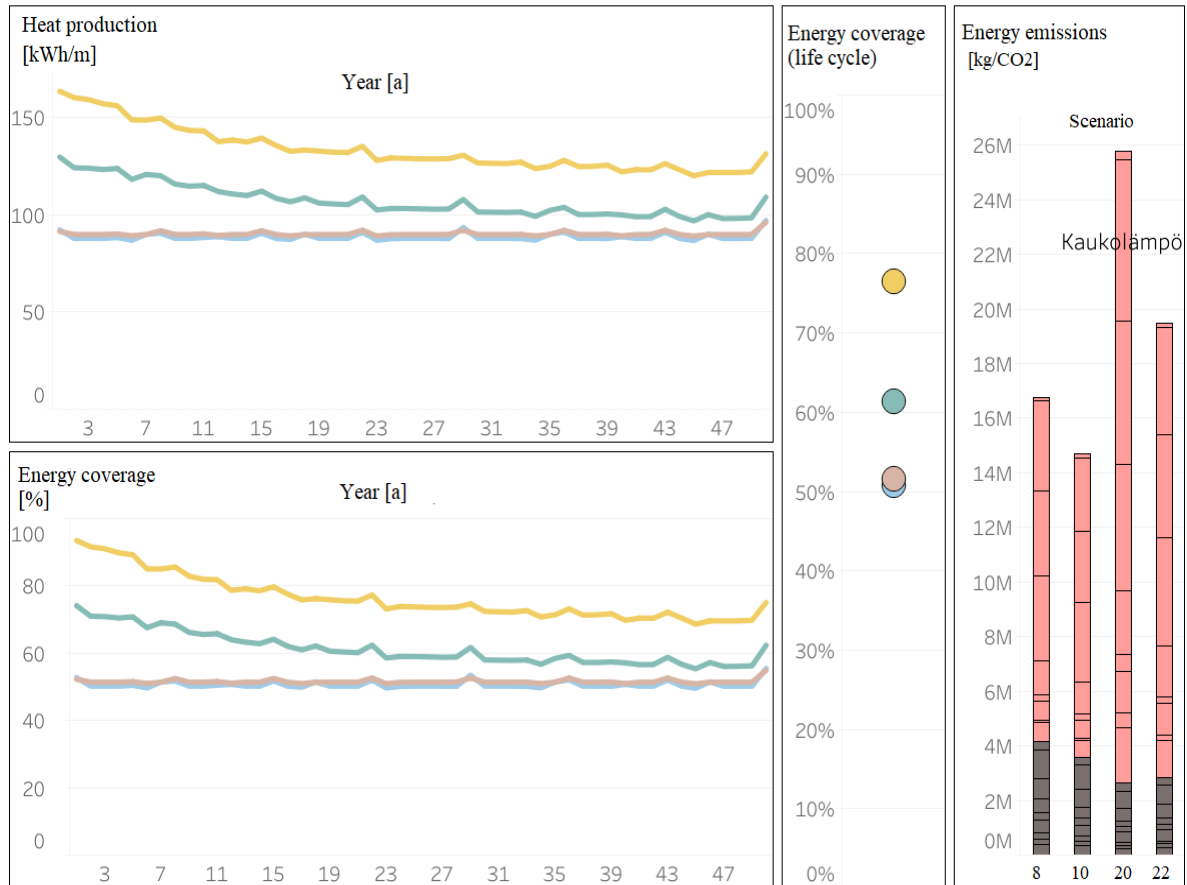 Heat production
[kWh/m]
Year [a]
150
100
50
0
3 7 11 15 19 23 27 31 35 39 43 47
Energy coverage
[%]
Year [a]
100
80
60
40
20
0
3 7 11 15 19 23 27 31 35 39 43 47
Energy coverage
(life cycle)
100%
90%
80%
70%
60%
50%
40%
30%
20%
10%
0%
Energy emissions
[kg/CO2]
Scenario
26M
24M
Kaukolämpö
22M
20M
18M
16M
14M
12M
10M
8M
6M
4M
2M
0M
8 10 20 22